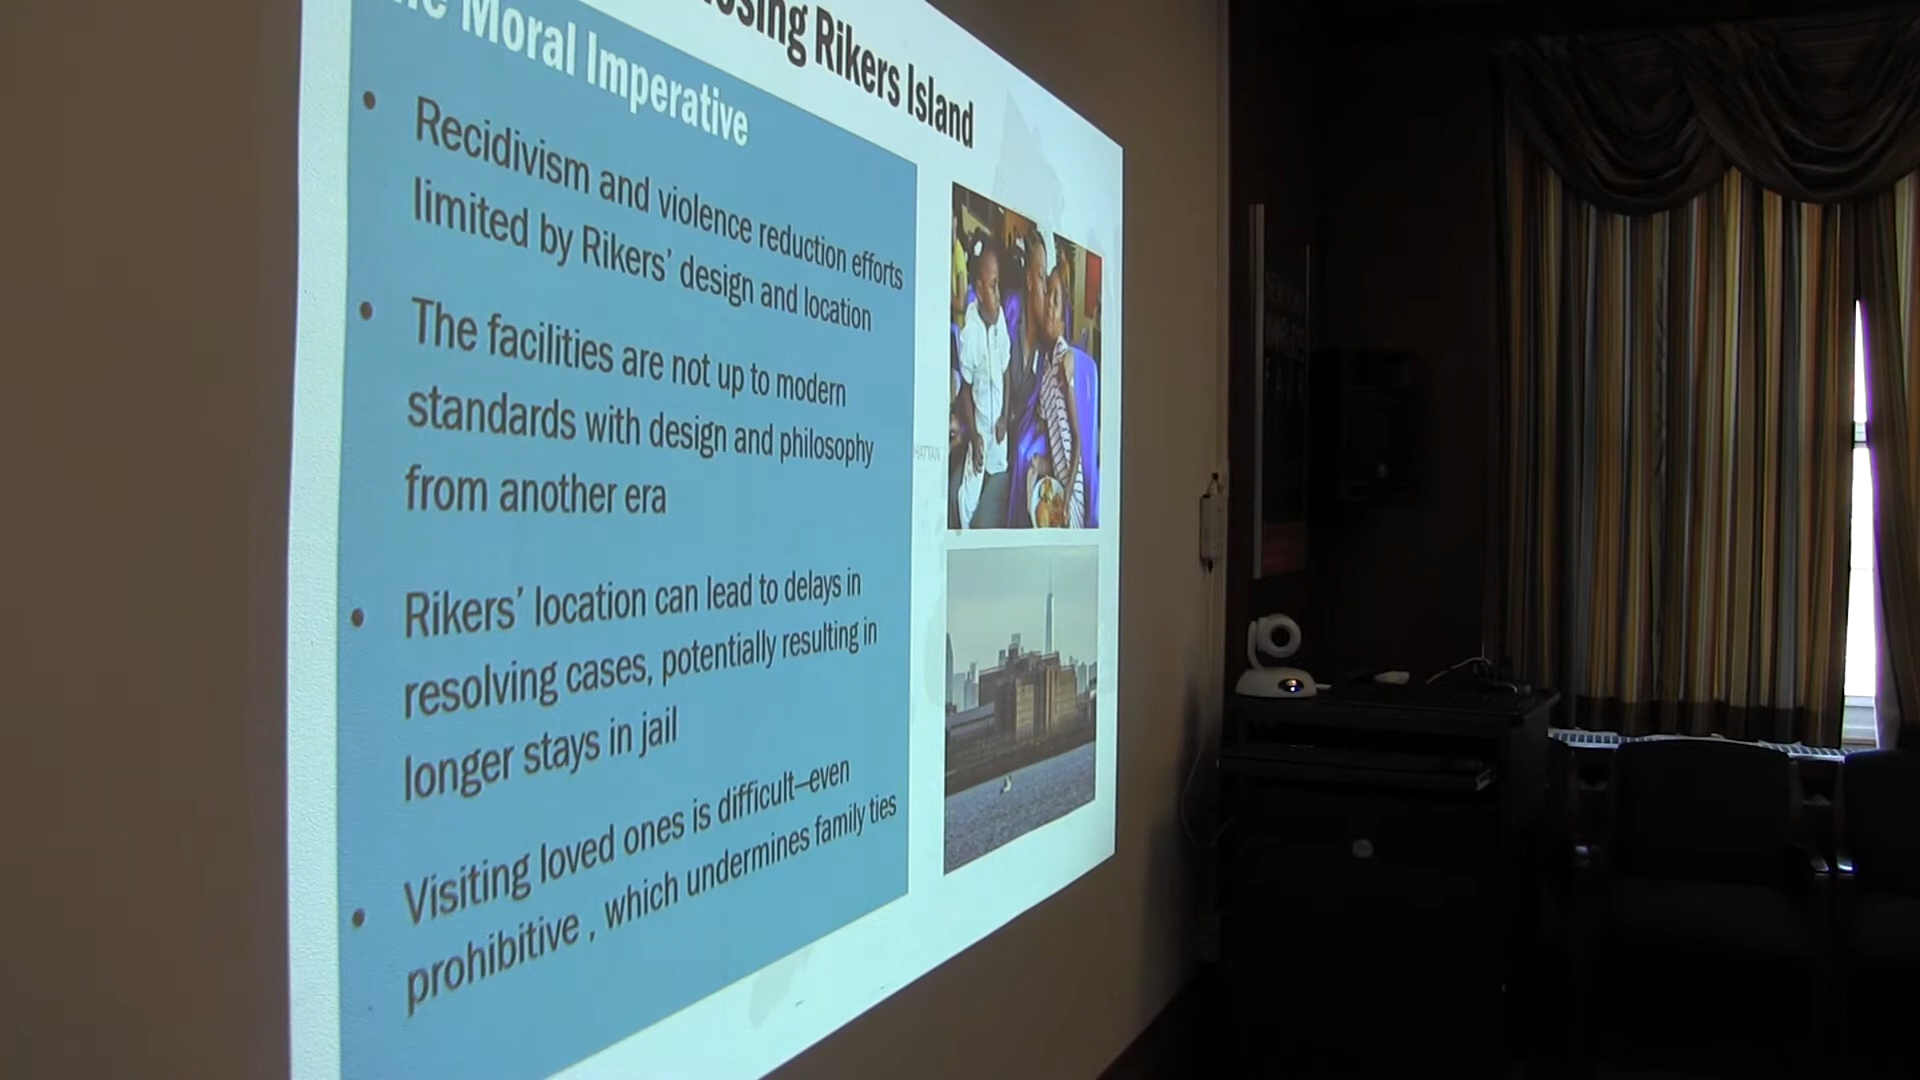 Rikers Island
Moral Imperative
• Recidivism and violence reduction efforts
limited by Rikers’ design and location
• The facilities are not up to modern
standards with design and philosophy
from another era
• Rikers’ location can lead to delays in
resolving cases, potentially resulting in
longer stays in jail
• Visiting loved ones is difficult–even
prohibitive , which undermines family ties
HATTAN